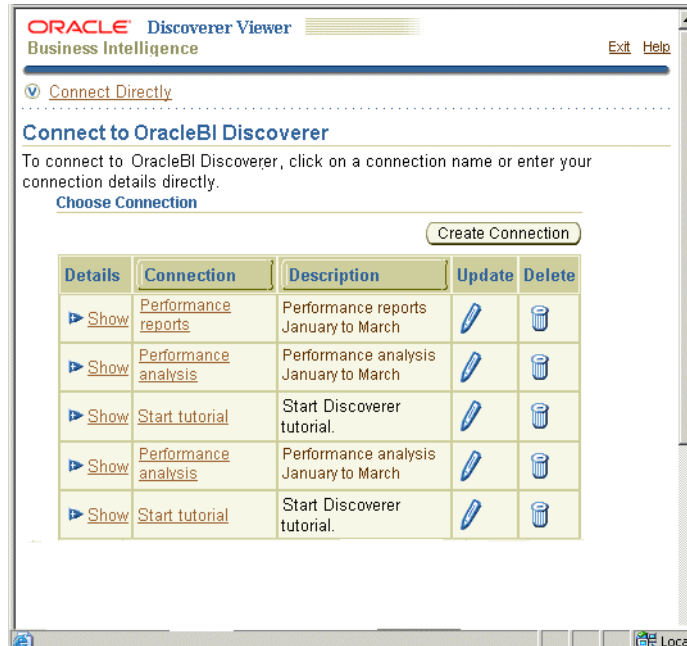 ORACLE Discoverer Viewer
Business Intelligence
Exit Help
Connect Directly
Connect to OracleBI Discoverer
To connect to OracleBI Discoverer, click on a connection name or enter your
connection details directly.
Choose Connection
Create Connection
Details Connection Description Update Delete
Show Performance reports Performance reports January to March
Show Performance analysis Performance analysis January to March
Show Start tutorial Start Discoverer tutorial.
Show Performance analysis Performance analysis January to March
Show Start tutorial Start Discoverer tutorial.
Loca